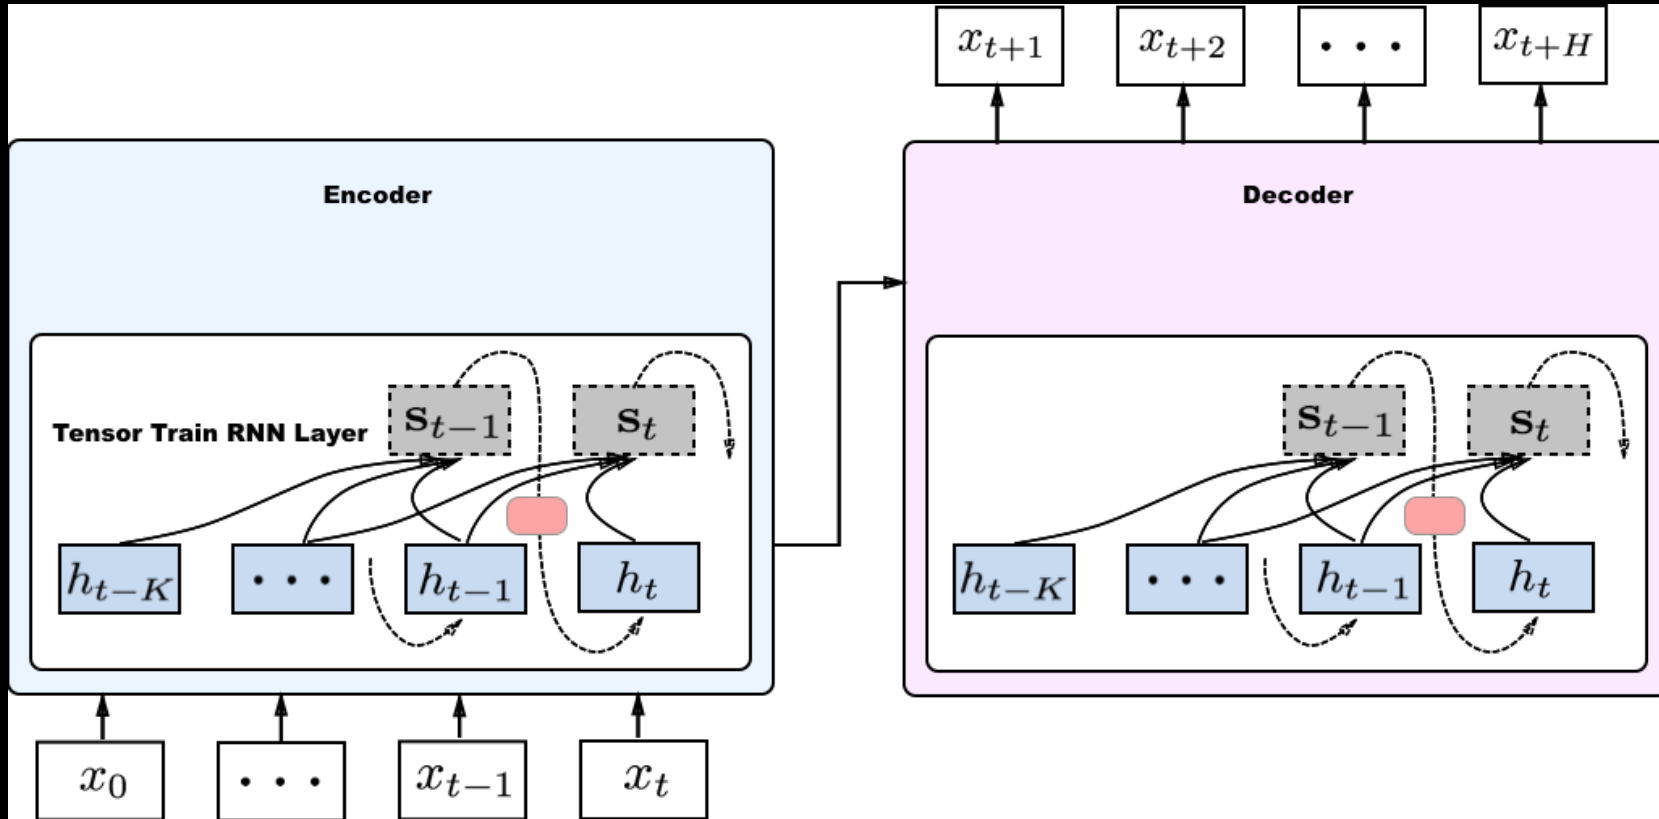 x_{t+1} x_{t+2} • • • x_{t+H}
Encoder
Decoder
Tensor Train RNN Layer
s_{t−1} s_t
h_{t−K} • • • h_{t−1} h_t
s_{t−1} s_t
h_{t−K} • • • h_{t−1} h_t
x_0 • • • x_{t−1} x_t